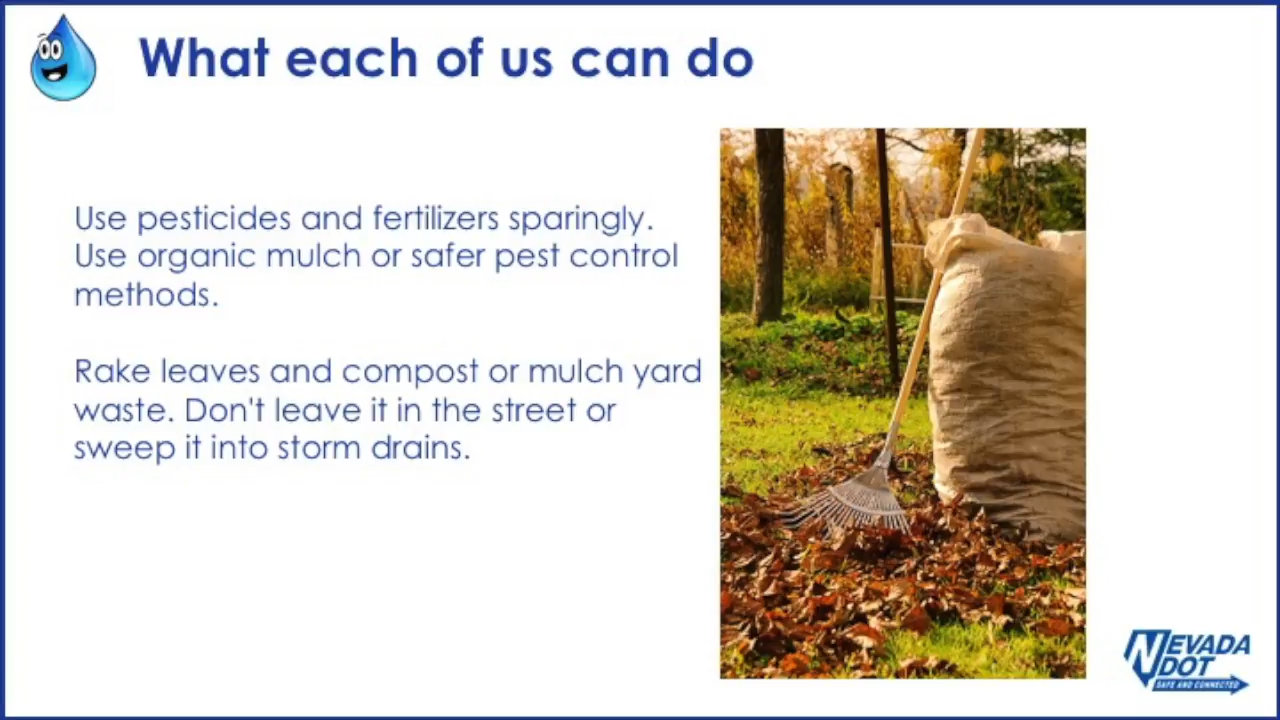 What each of us can do
Use pesticides and fertilizers sparingly.
Use organic mulch or safer pest control
methods.
Rake leaves and compost or mulch yard
waste. Don't leave it in the street or
sweep it into storm drains.
NEVADA
DOT
SAFE AND CONNECTED